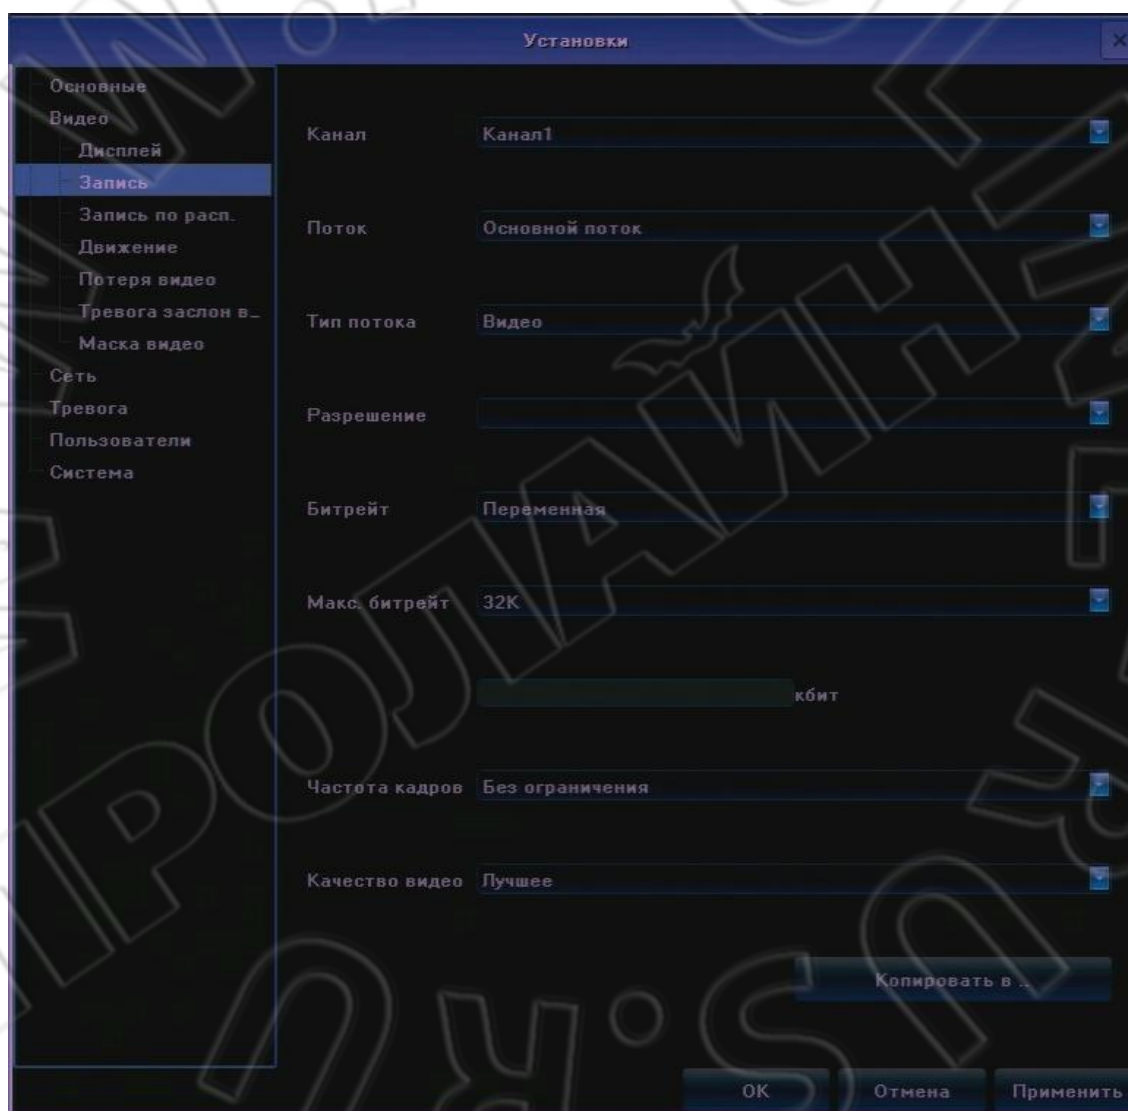 Установки
Основные
Видео
Дисплей
Запись
Запись по расп.
Движение
Потеря видео
Тревога заслон в_
Маска видео
Сеть
Тревога
Пользователи
Система
Канал Канал1
Поток Основной поток
Тип потока Видео
Разрешение
Битрейт Переменная
Макс. битрейт 32K
кбит
Частота кадров Без ограничения
Качество видео Лучшее
Копировать в ..
OK Отмена Применить
ПРОЛАЙН